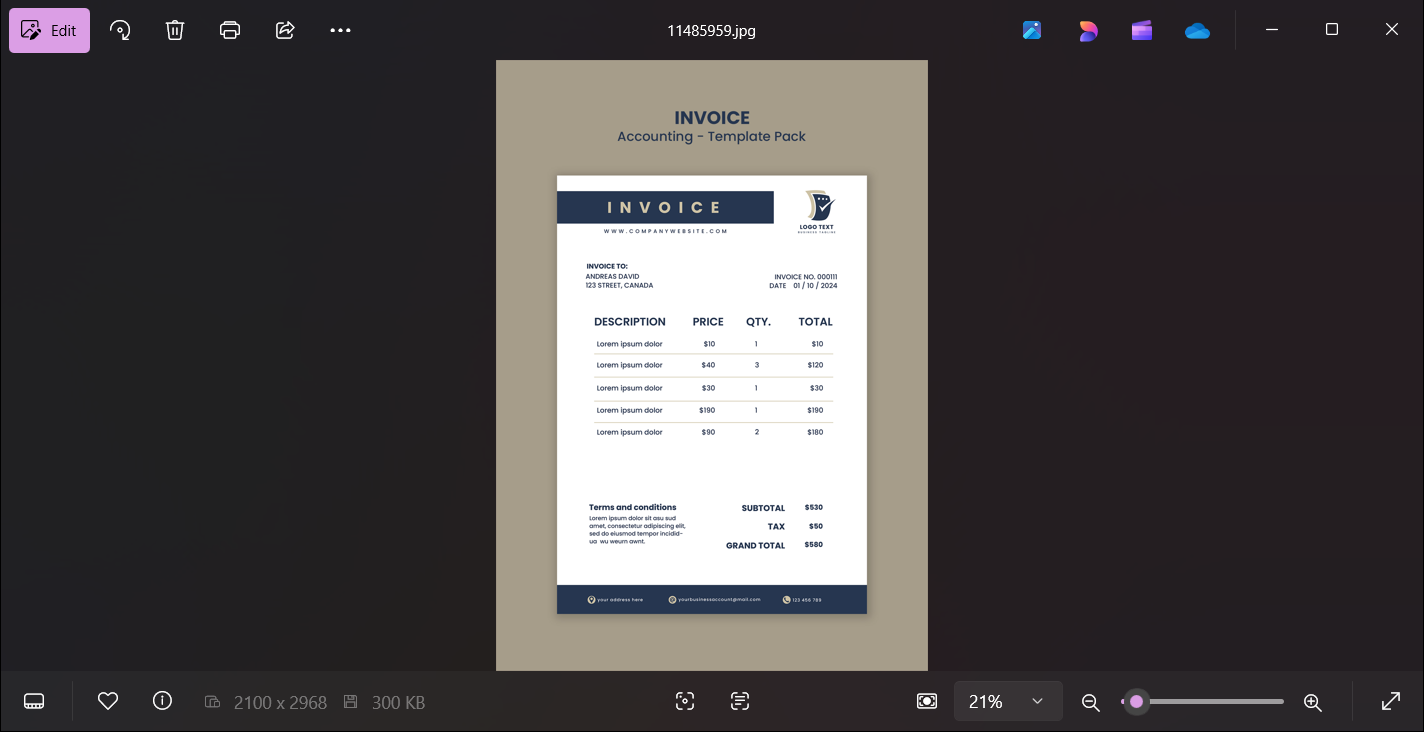 Edit
11485959.jpg
INVOICE
Accounting - Template Pack
INVOICE
WWW.COMPANYWEBSITE.COM
LOGO TEXT
BUSINESS TAGLINE
INVOICE TO:
ANDREAS DAVID
123 STREET, CANADA
INVOICE NO. 000111
DATE 01 / 10 / 2024
DESCRIPTION PRICE QTY. TOTAL
Lorem ipsum dolor $10 1 $10
Lorem ipsum dolor $40 3 $120
Lorem ipsum dolor $30 1 $30
Lorem ipsum dolor $190 1 $190
Lorem ipsum dolor $90 2 $180
Terms and conditions
Lorem ipsum dolor sit asu sud
amet, consectetur adipiscing elit,
sed do eiusmod tempor incidid-
ua wu weurn awnt.
SUBTOTAL $530
TAX $50
GRAND TOTAL $580
your address here yourbusinessaccount@mail.com 123 456 789
2100 x 2968 300 KB
21%